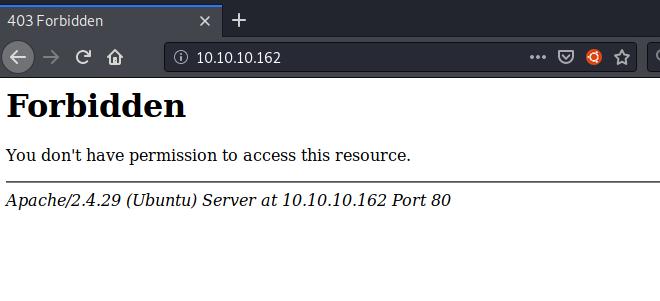 403 Forbidden
10.10.10.162
Forbidden
You don't have permission to access this resource.
Apache/2.4.29 (Ubuntu) Server at 10.10.10.162 Port 80